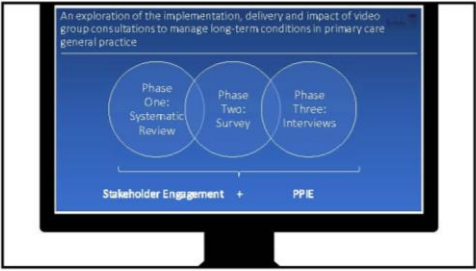 An exploration of the implementation, delivery and impact of video
group consultations to manage long-term conditions in primary care
general practice
Phase
One:
Systematic
Review
Phase
Two:
Survey
Phase
Three:
Interviews
Stakeholder Engagement + PPIE